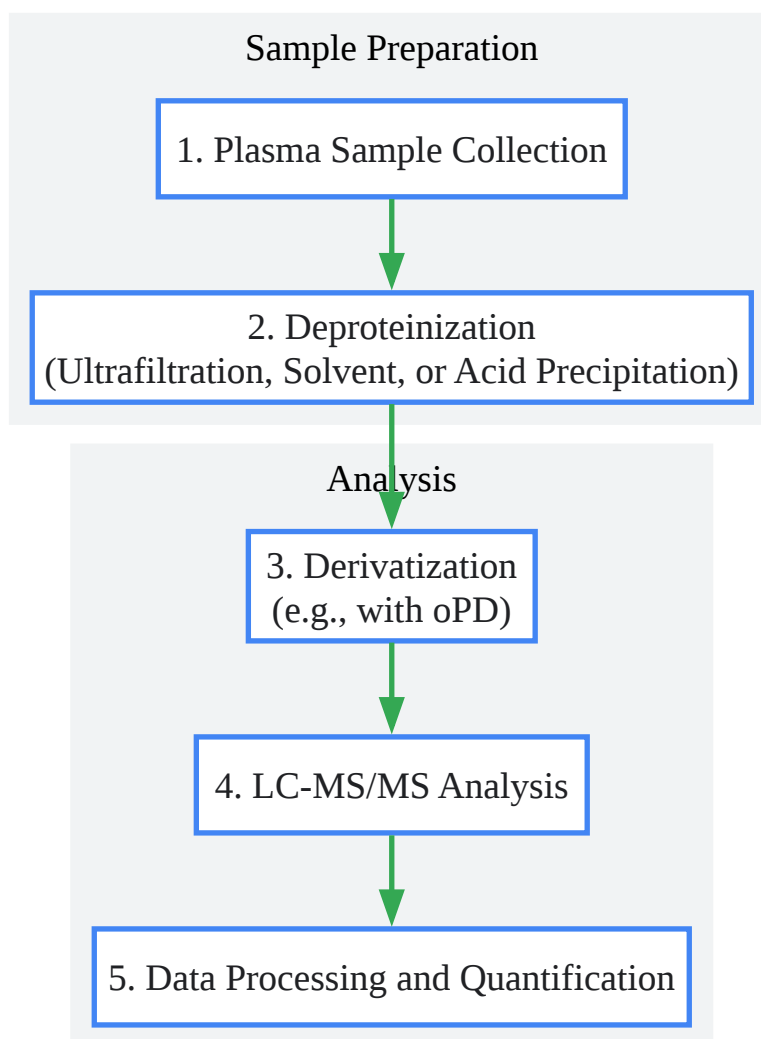 Sample Preparation
1. Plasma Sample Collection
2. Deproteinization
(Ultrafiltration, Solvent, or Acid Precipitation)
Analysis
3. Derivatization
(e.g., with oPD)
4. LC-MS/MS Analysis
5. Data Processing and Quantification